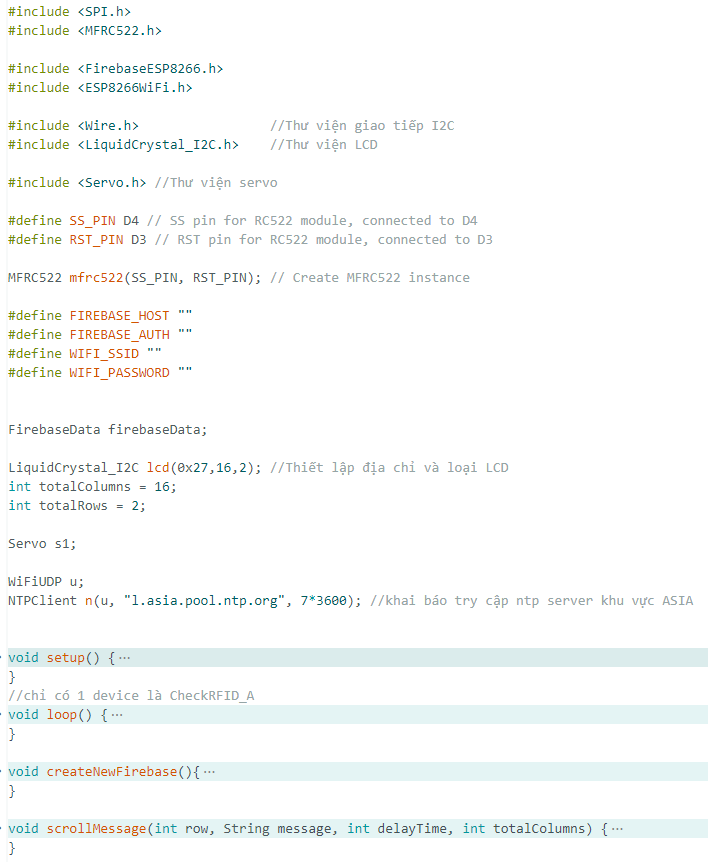 #include <SPI.h>
#include <MFRC522.h>
#include <FirebaseESP8266.h>
#include <ESP8266WiFi.h>
#include <Wire.h> //Thư viện giao tiếp I2C
#include <LiquidCrystal_I2C.h> //Thư viện LCD
#include <Servo.h> //Thư viện servo
#define SS_PIN D4 // SS pin for RC522 module, connected to D4
#define RST_PIN D3 // RST pin for RC522 module, connected to D3
MFRC522 mfrc522(SS_PIN, RST_PIN); // Create MFRC522 instance
#define FIREBASE_HOST ""
#define FIREBASE_AUTH ""
#define WIFI_SSID ""
#define WIFI_PASSWORD ""
FirebaseData firebaseData;
LiquidCrystal_I2C lcd(0x27,16,2); //Thiết lập địa chỉ và loại LCD
int totalColumns = 16;
int totalRows = 2;
Servo s1;
WiFiUDP u;
NTPClient n(u, "l.asia.pool.ntp.org", 7*3600); //khai báo try cập ntp server khu vực ASIA
void setup() {···
}
//chỉ có 1 device là CheckRFID_A
void loop() {···
}
void createNewFirebase(){···
}
void scrollMessage(int row, String message, int delayTime, int totalColumns) {···
}